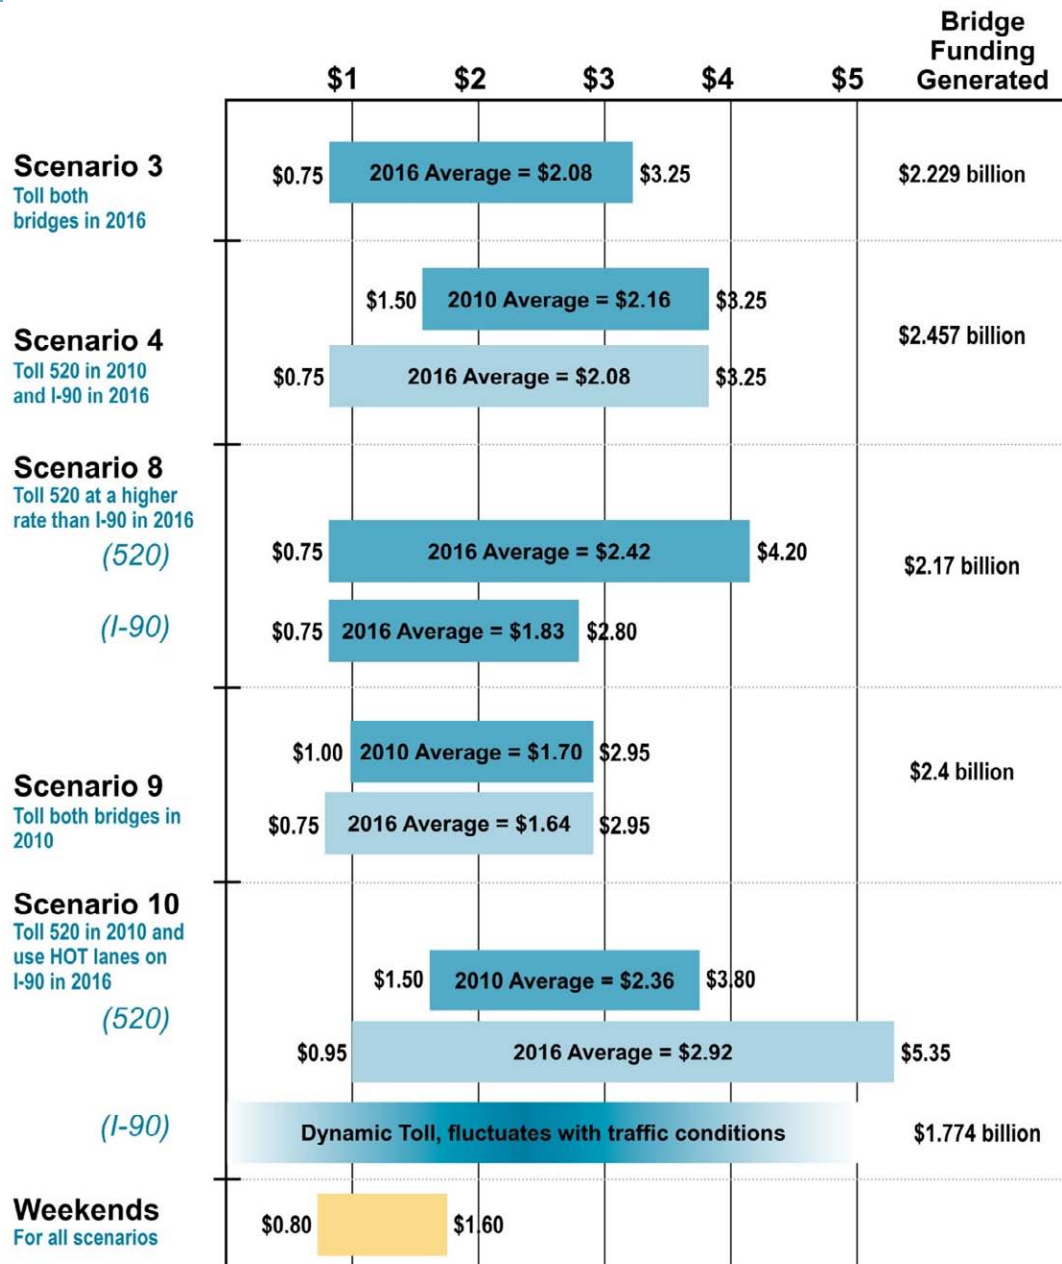 Bridge
Funding
Generated
$1 $2 $3 $4 $5
Scenario 3
Toll both
bridges in 2016
$0.75 2016 Average = $2.08 $3.25 $2.229 billion
Scenario 4
Toll 520 in 2010
and I-90 in 2016
$1.50 2010 Average = $2.16 $3.25
$2.457 billion
$0.75 2016 Average = $2.08 $3.25
Scenario 8
Toll 520 at a higher
rate than I-90 in 2016
(520) $0.75 2016 Average = $2.42 $4.20
$2.17 billion
(I-90) $0.75 2016 Average = $1.83 $2.80
Scenario 9
Toll both bridges in
2010
$1.00 2010 Average = $1.70 $2.95
$2.4 billion
$0.75 2016 Average = $1.64 $2.95
Scenario 10
Toll 520 in 2010 and
use HOT lanes on
I-90 in 2016
$1.50 2010 Average = $2.36 $3.80
(520)
$0.95 2016 Average = $2.92 $5.35
(I-90) Dynamic Toll, fluctuates with traffic conditions $1.774 billion
Weekends
For all scenarios
$0.80 $1.60